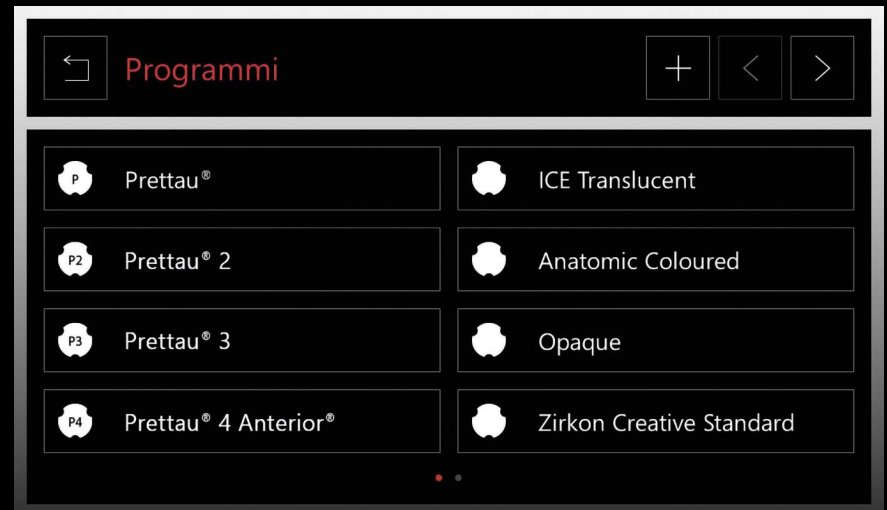 Programmi
P Prettau®
P2 Prettau® 2
P3 Prettau® 3
P4 Prettau® 4 Anterior®
ICE Translucent
Anatomic Coloured
Opaque
Zirkon Creative Standard